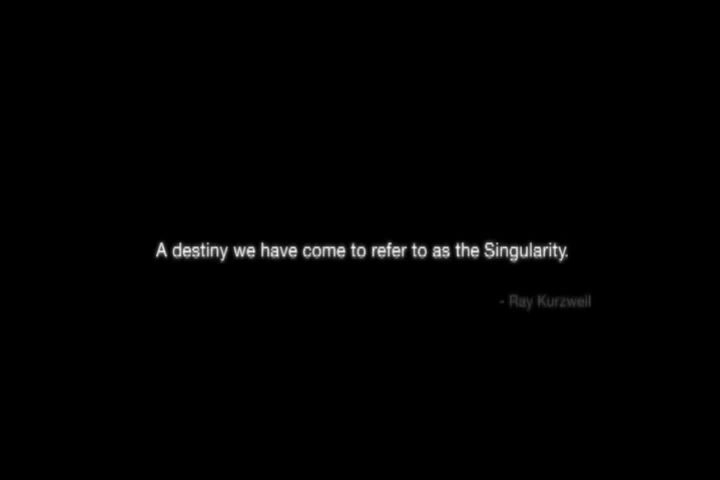 A destiny we have come to refer to as the Singularity.
- Ray Kurzweil